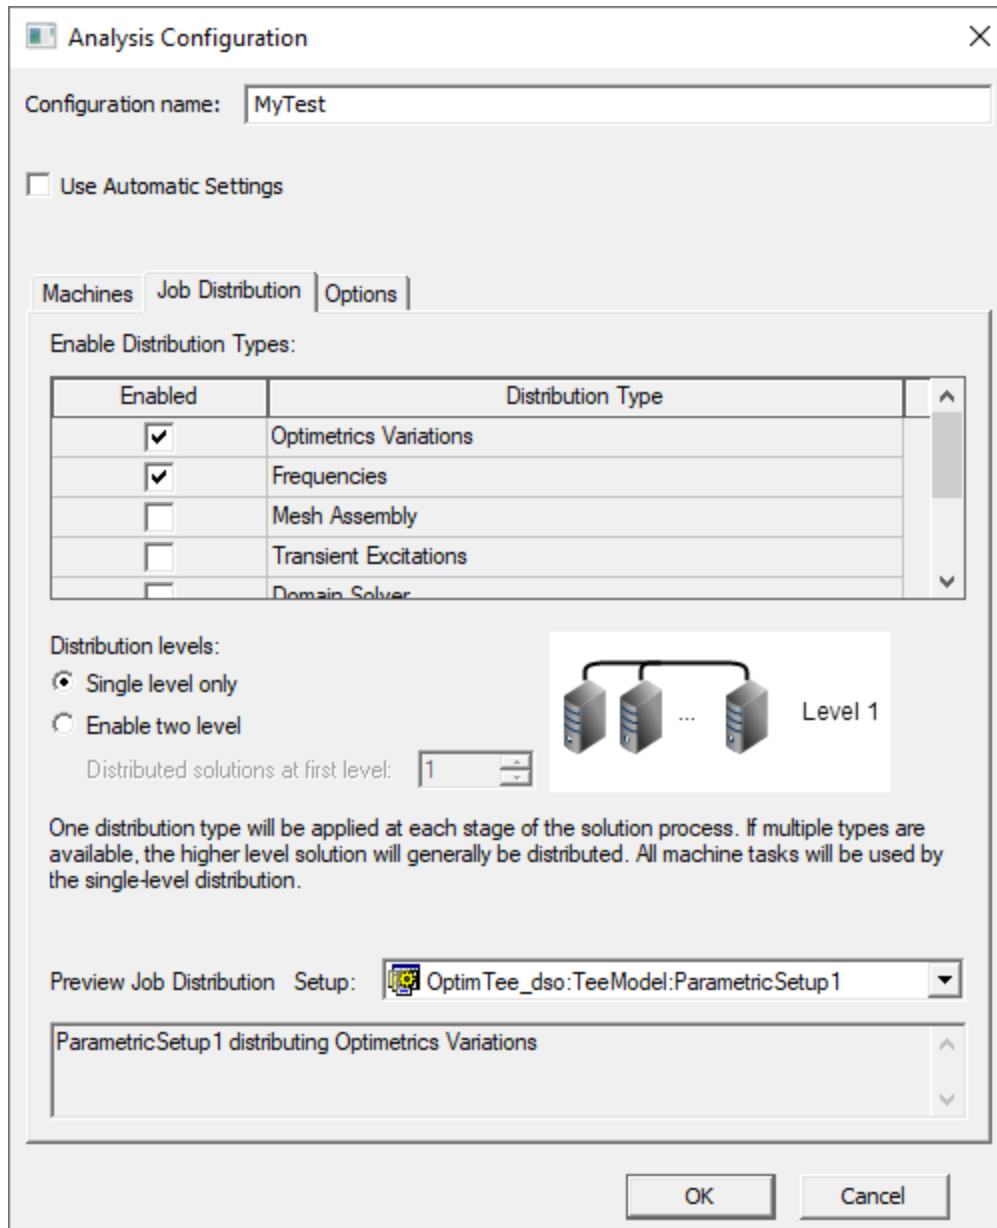 Analysis Configuration
Configuration name: MyTest
Use Automatic Settings
Machines Job Distribution Options
Enable Distribution Types:
Enabled Distribution Type
Optimetrics Variations
Frequencies
Mesh Assembly
Transient Excitations
Domain Solver
Distribution levels:
Single level only
Enable two level
Distributed solutions at first level: 1
... Level 1
One distribution type will be applied at each stage of the solution process. If multiple types are
available, the higher level solution will generally be distributed. All machine tasks will be used by
the single-level distribution.
Preview Job Distribution Setup: OptimTee_dso:TeeModel:ParametricSetup1
ParametricSetup1 distributing Optimetrics Variations
OK Cancel